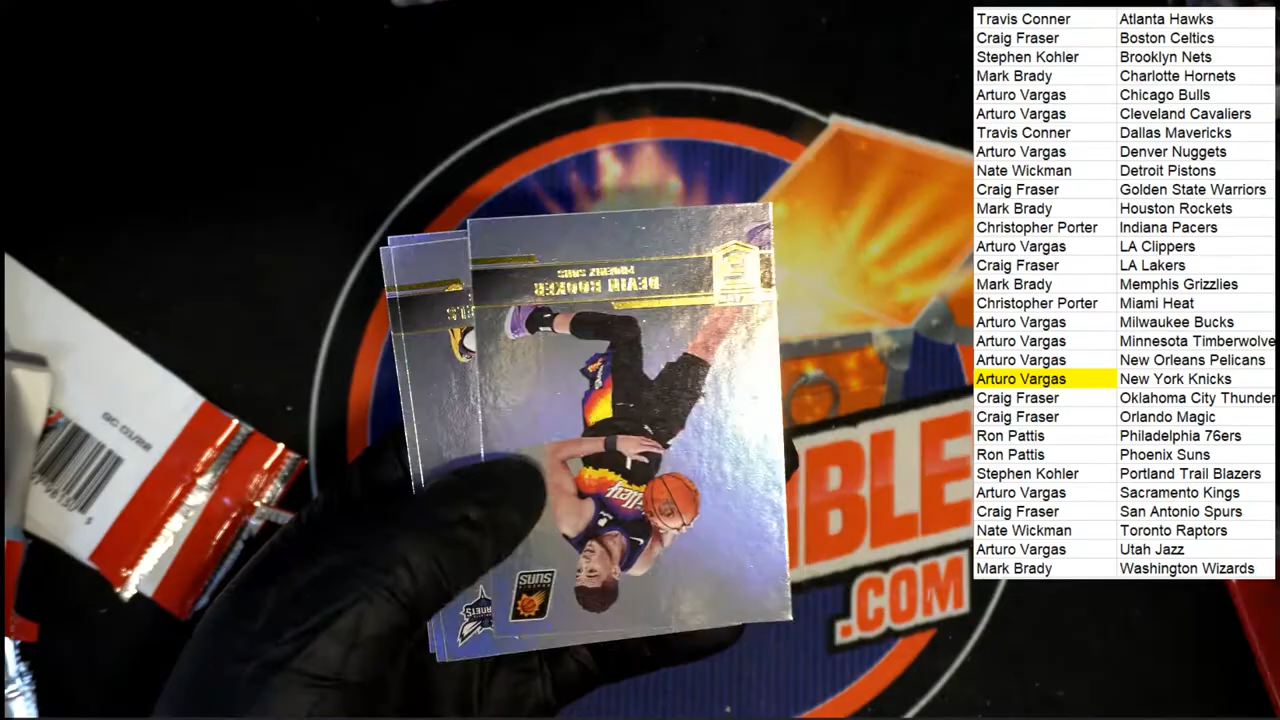 Travis Conner Atlanta Hawks
Craig Fraser Boston Celtics
Stephen Kohler Brooklyn Nets
Mark Brady Charlotte Hornets
Arturo Vargas Chicago Bulls
Arturo Vargas Cleveland Cavaliers
Travis Conner Dallas Mavericks
Arturo Vargas Denver Nuggets
Nate Wickman Detroit Pistons
Craig Fraser Golden State Warriors
Mark Brady Houston Rockets
Christopher Porter Indiana Pacers
Arturo Vargas LA Clippers
Craig Fraser LA Lakers
Mark Brady Memphis Grizzlies
Christopher Porter Miami Heat
Arturo Vargas Milwaukee Bucks
Arturo Vargas Minnesota Timberwolve
Arturo Vargas New Orleans Pelicans
Arturo Vargas New York Knicks
Craig Fraser Oklahoma City Thunder
Craig Fraser Orlando Magic
Ron Pattis Philadelphia 76ers
Ron Pattis Phoenix Suns
Stephen Kohler Portland Trail Blazers
Arturo Vargas Sacramento Kings
Craig Fraser San Antonio Spurs
Nate Wickman Toronto Raptors
Arturo Vargas Utah Jazz
Mark Brady Washington Wizards
DEVIN BOOKER
PHOENIX SUNS
SUNS
IBLE
.COM